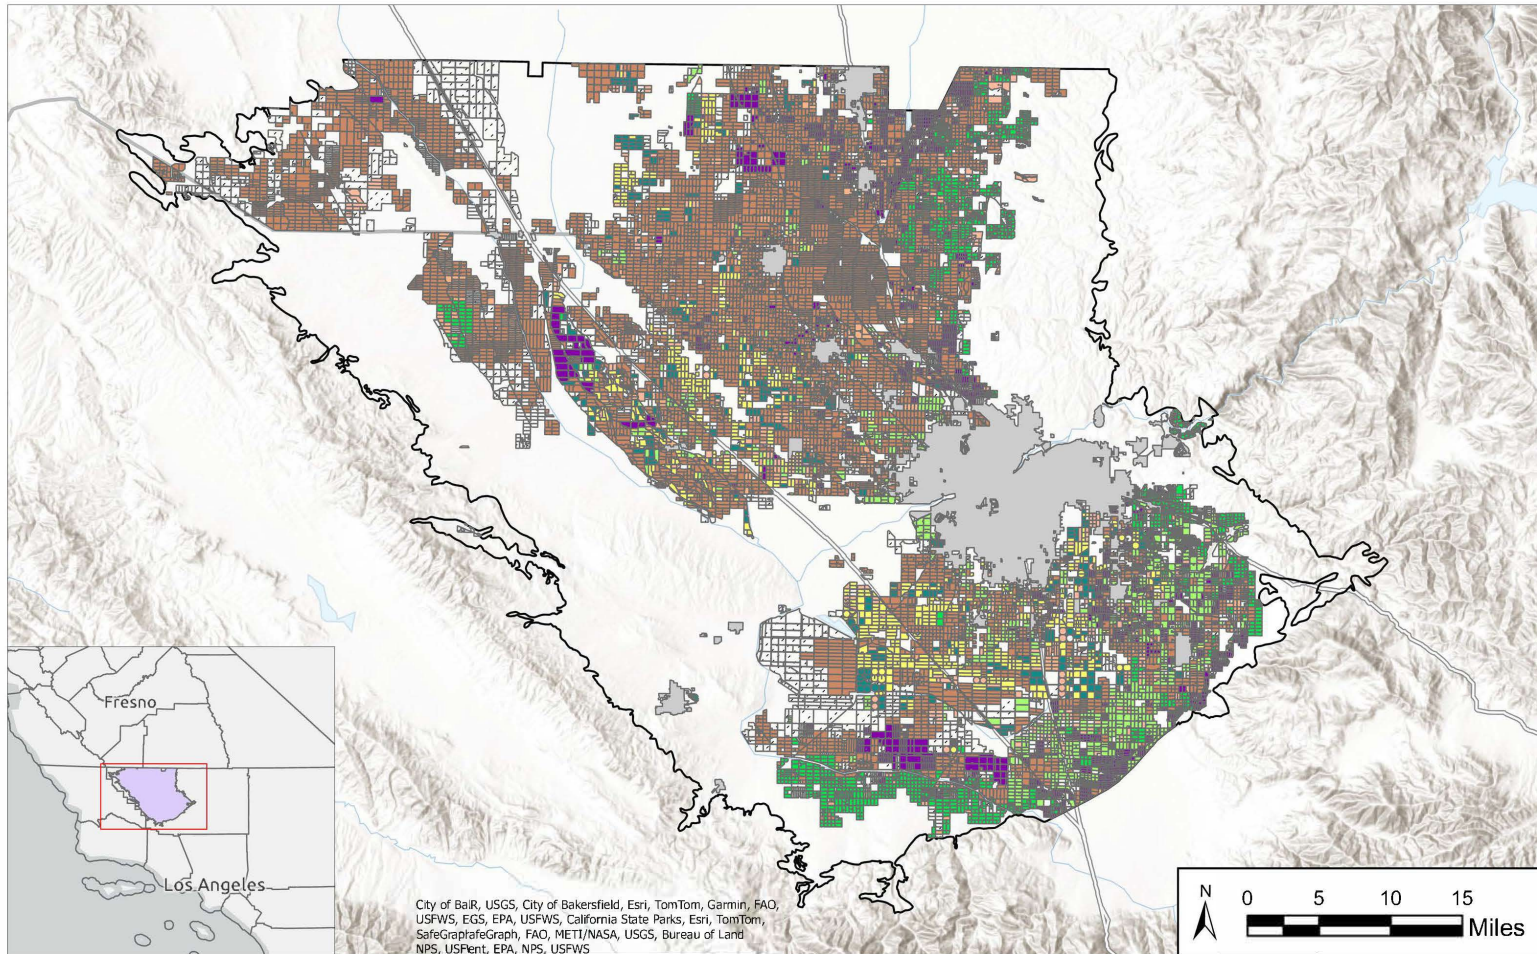 Fresno
Los Angeles
City of BaiR, USGS, City of Bakersfield, Esri, TomTom, Garmin, FAO,
USFWS, EGS, EPA, USFWS, California State Parks, Esri, TomTom,
SafeGraphafeGraph, FAO, METI/NASA, USGS, Bureau of Land
NPS, USFient, EPA, NPS, USFWS
N
0 5 10 15
Miles